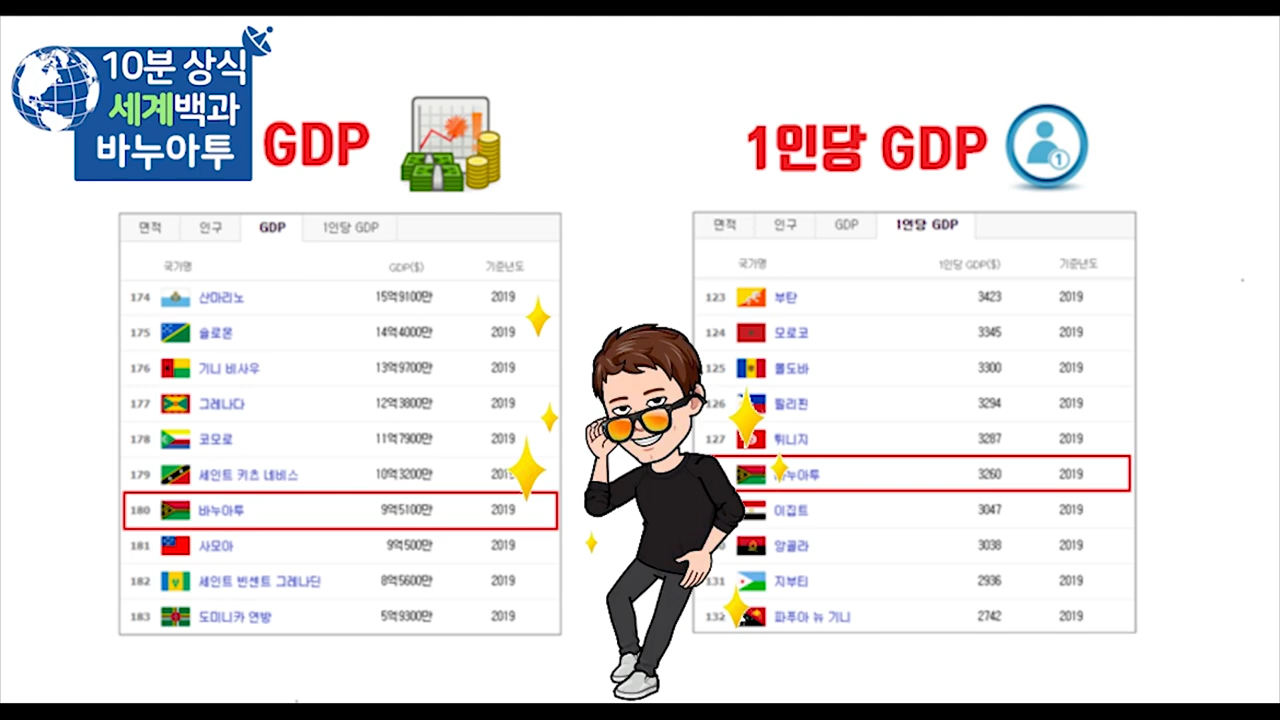 10분 상식
세계백과
바누아투
GDP
면적 인구 GDP 1인당 GDP
국가명 GDP($) 기준년도
174 산마리노 15억9100만 2019
175 솔로몬 14억4000만 2019
176 기니 비사우 13억9700만 2019
177 그레나다 12억3800만 2019
178 코모로 11억7900만 2019
179 세인트 키츠 네비스 10억3200만
180 바누아투 9억5100만 2019
181 사모아 9억500만 2019
182 세인트 빈센트 그레나딘 8억5600만 2019
183 도미니카 연방 5억9300만 2019
1인당 GDP
1
면적 인구 GDP 1인당 GDP
국가명 1인당 GDP($) 기준년도
123 부탄 3423 2019
124 모로코 3345 2019
125 몰도바 3300 2019
126 필리핀 3294 2019
127 튀니지 3287 2019
바누아투 3260 2019
이집트 3047 2019
앙골라 3038 2019
131 지부티 2936 2019
132 파푸아 뉴 기니 2742 2019